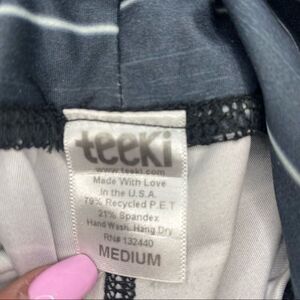 teeki
www.teeki.com
Made With Love
in the U.S.A.
79% Recycled P.E.T
21% Spandex
Hand Wash, Hang Dry
RN# 132440
MEDIUM